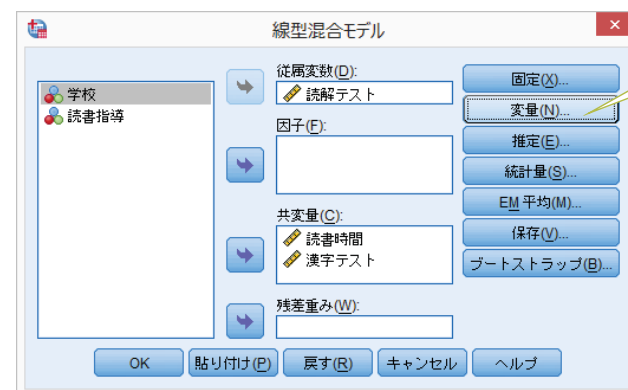 線型混合モデル
学校
読書指導
従属変数(D):
読解テスト
因子(F):
共変量(C):
読書時間
漢字テスト
残差重み(W):
固定(X)...
変量(N)...
推定(E)...
統計量(S)...
EM 平均(M)...
保存(V)...
ブートストラップ(B)...
OK
貼り付け(P)
戻す(R)
キャンセル
ヘルプ